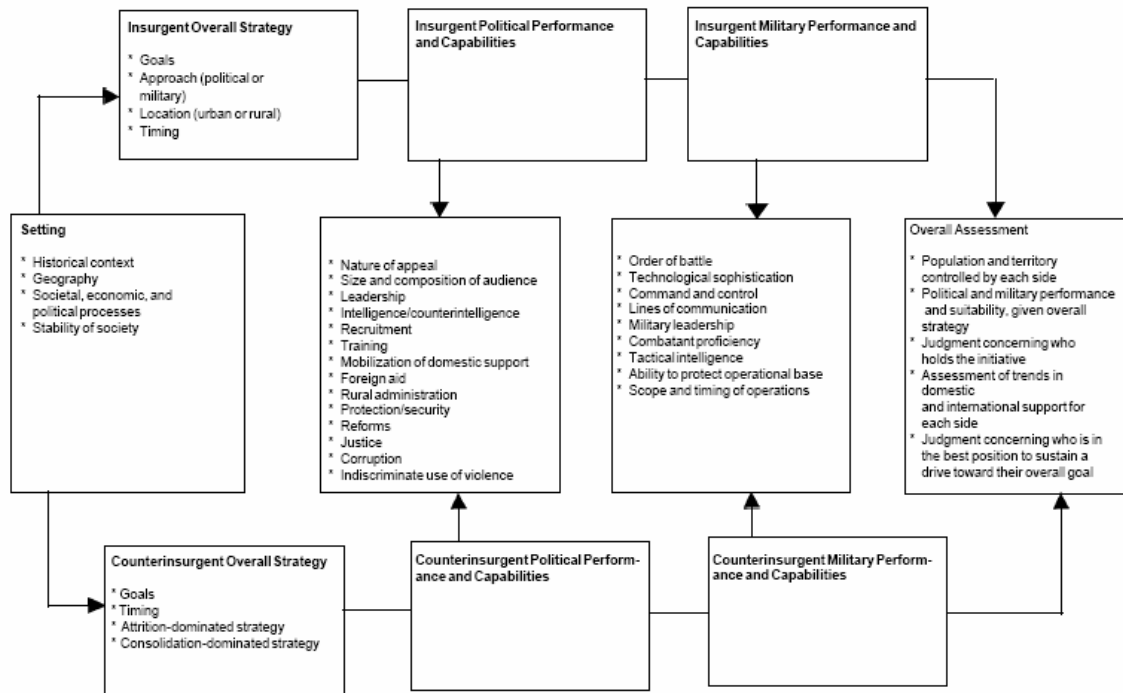 Insurgent Overall Strategy
* Goals
* Approach (political or
military)
* Location (urban or rural)
* Timing
Insurgent Political Performance
and Capabilities
Insurgent Military Performance and
Capabilities
Setting
* Historical context
* Geography
* Societal, economic, and
political processes
* Stability of society
* Nature of appeal
* Size and composition of audience
* Leadership
* Intelligence/counterintelligence
* Recruitment
* Training
* Mobilization of domestic support
* Foreign aid
* Rural administration
* Protection/security
* Reforms
* Justice
* Corruption
* Indiscriminate use of violence
* Order of battle
* Technological sophistication
* Command and control
* Lines of communication
* Military leadership
* Combatant proficiency
* Tactical intelligence
* Ability to protect operational base
* Scope and timing of operations
Overall Assessment
* Population and territory
controlled by each side
* Political and military performance
and suitability, given overall
strategy
* Judgment concerning who
holds the initiative
* Assessment of trends in
domestic
and international support for
each side
* Judgment concerning who is in
the best position to sustain a
drive toward their overall goal
Counterinsurgent Overall Strategy
* Goals
* Timing
* Attrition-dominated strategy
* Consolidation-dominated strategy
Counterinsurgent Political Perform-
ance and Capabilities
Counterinsurgent Military Perform-
ance and Capabilities